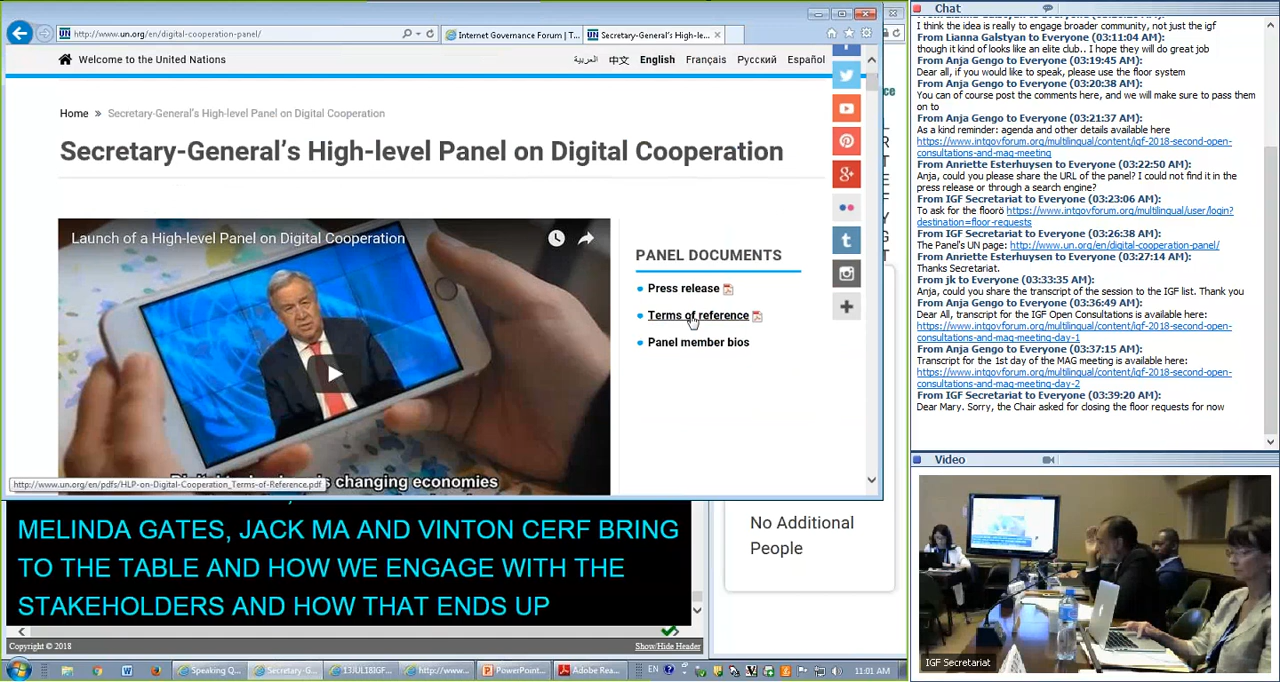 http://www.un.org/en/digital-cooperation-panel/
Internet Governance Forum | T...
Secretary-General's High-le...
Welcome to the United Nations
العربية
中文
English
Français
Русский
Español
Home » Secretary-General's High-level Panel on Digital Cooperation
Secretary-General's High-level Panel on Digital Cooperation
Launch of a High-level Panel on Digital Cooperation
is changing economies
PANEL DOCUMENTS
Press release
Terms of reference
Panel member bios
http://www.un.org/en/pdfs/HLP-on-Digital-Cooperation_Terms-of-Reference.pdf
MELINDA GATES, JACK MA AND VINTON CERF BRING
TO THE TABLE AND HOW WE ENGAGE WITH THE
STAKEHOLDERS AND HOW THAT ENDS UP
No Additional
People
Copyright © 2018
Show/Hide Header
Speaking Q...
Secretary-G...
13JUL18IGF...
http://www...
PowerPoint...
Adobe Rea...
EN
11:01 AM
Chat
I think the idea is really to engage broader community, not just the igf
From Lianna Galstyan to Everyone (03:11:04 AM):
though it kind of looks like an elite club.. I hope they will do great job
From Anja Gengo to Everyone (03:19:45 AM):
Dear all, if you would like to speak, please use the floor system
From Anja Gengo to Everyone (03:20:38 AM):
You can of course post the comments here, and we will make sure to pass them
on to
From Anja Gengo to Everyone (03:21:37 AM):
As a kind reminder: agenda and other details available here
https://www.intgovforum.org/multilingual/content/igf-2018-second-open-
consultations-and-mag-meeting
From Anriette Esterhuysen to Everyone (03:22:50 AM):
Anja, could you please share the URL of the panel? I could not find it in the
press release or through a search engine?
From IGF Secretariat to Everyone (03:23:06 AM):
To ask for the floorö https://www.intgovforum.org/multilingual/user/login?
destination=floor-requests
From IGF Secretariat to Everyone (03:26:38 AM):
The Panel's UN page: http://www.un.org/en/digital-cooperation-panel/
From Anriette Esterhuysen to Everyone (03:27:14 AM):
Thanks Secretariat.
From jk to Everyone (03:33:35 AM):
Anja, could you share the transcript of the session to the IGF list. Thank you
From Anja Gengo to Everyone (03:36:49 AM):
Dear All, transcript for the IGF Open Consultations is available here:
https://www.intgovforum.org/multilingual/content/igf-2018-second-open-
consultations-and-mag-meeting-day-1
From Anja Gengo to Everyone (03:37:15 AM):
Transcript for the 1st day of the MAG meeting is available here:
https://www.intgovforum.org/multilingual/content/igf-2018-second-open-
consultations-and-mag-meeting-day-2
From IGF Secretariat to Everyone (03:39:20 AM):
Dear Mary. Sorry, the Chair asked for closing the floor requests for now
Video
IGF Secretariat